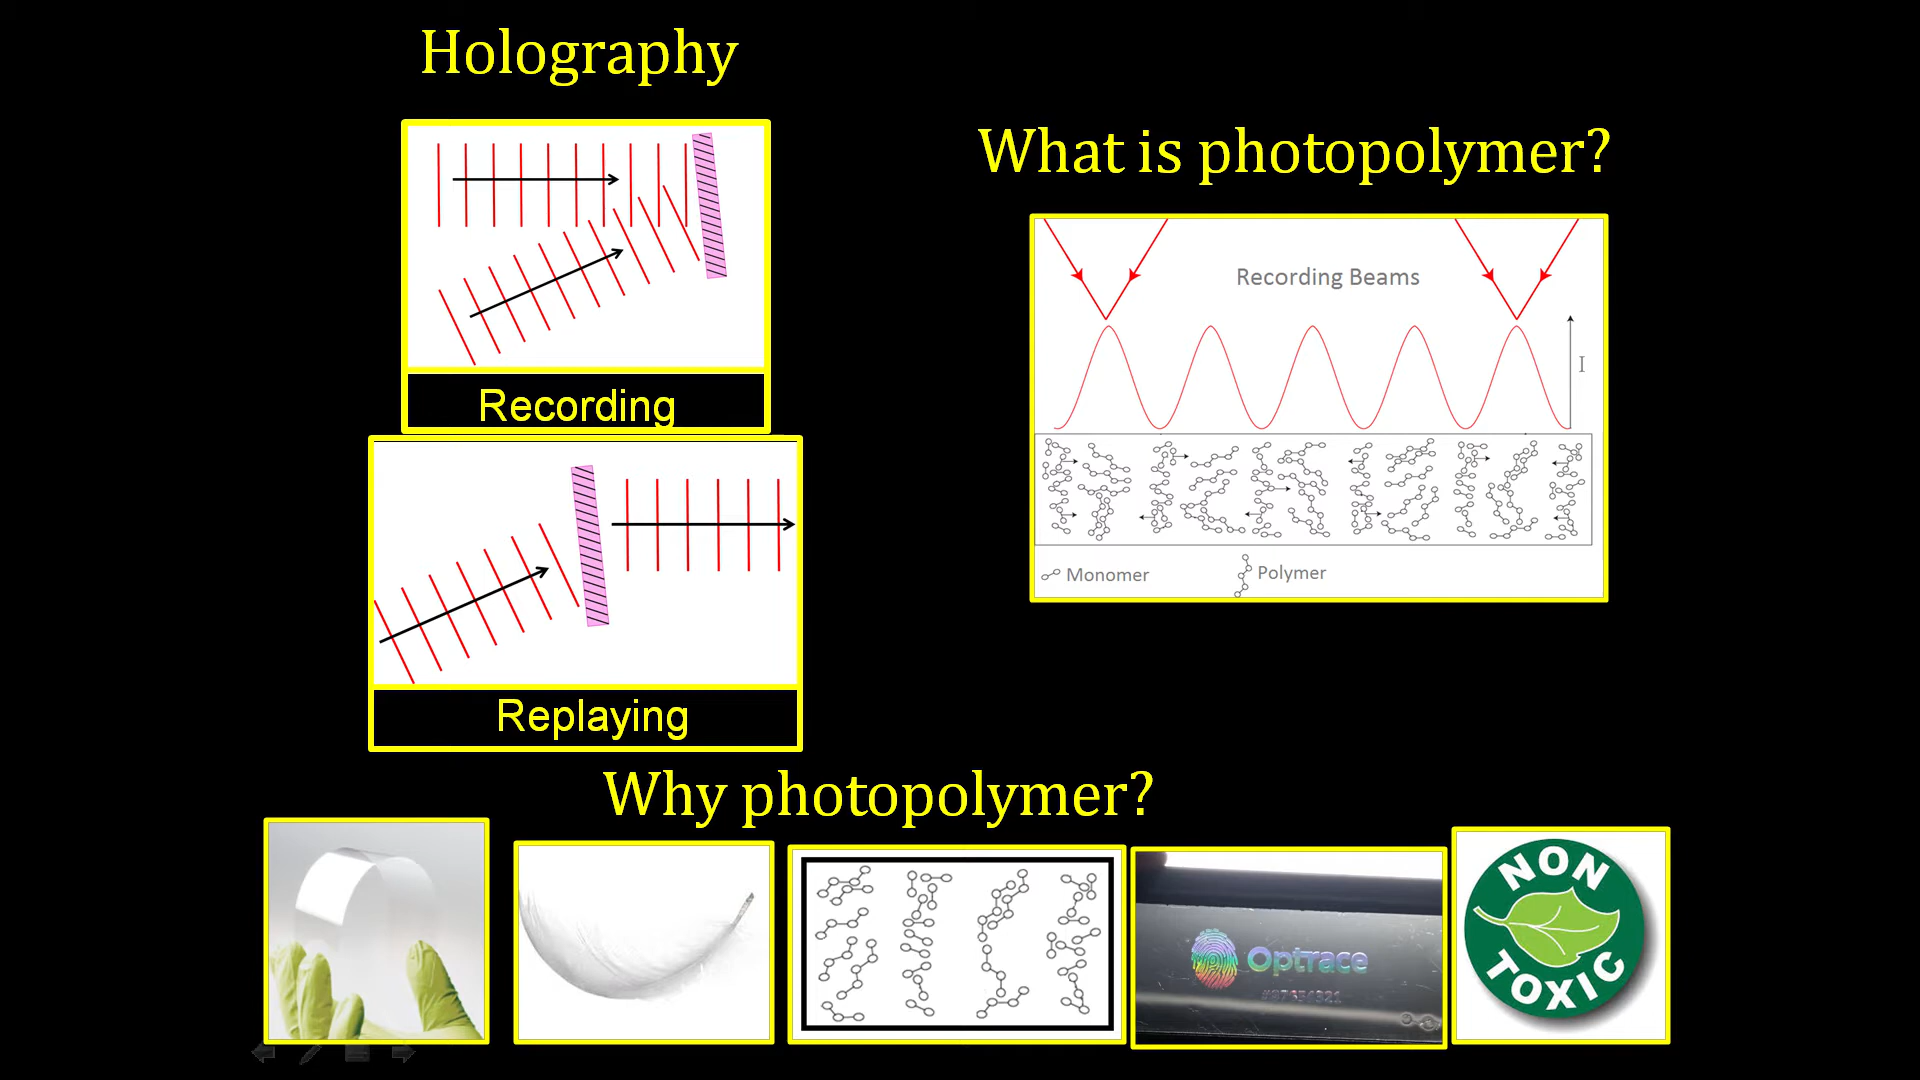 Holography
Recording
Replaying
What is photopolymer?
Recording Beams
I
Monomer
Polymer
Why photopolymer?
Optrace
NON
TOXIC